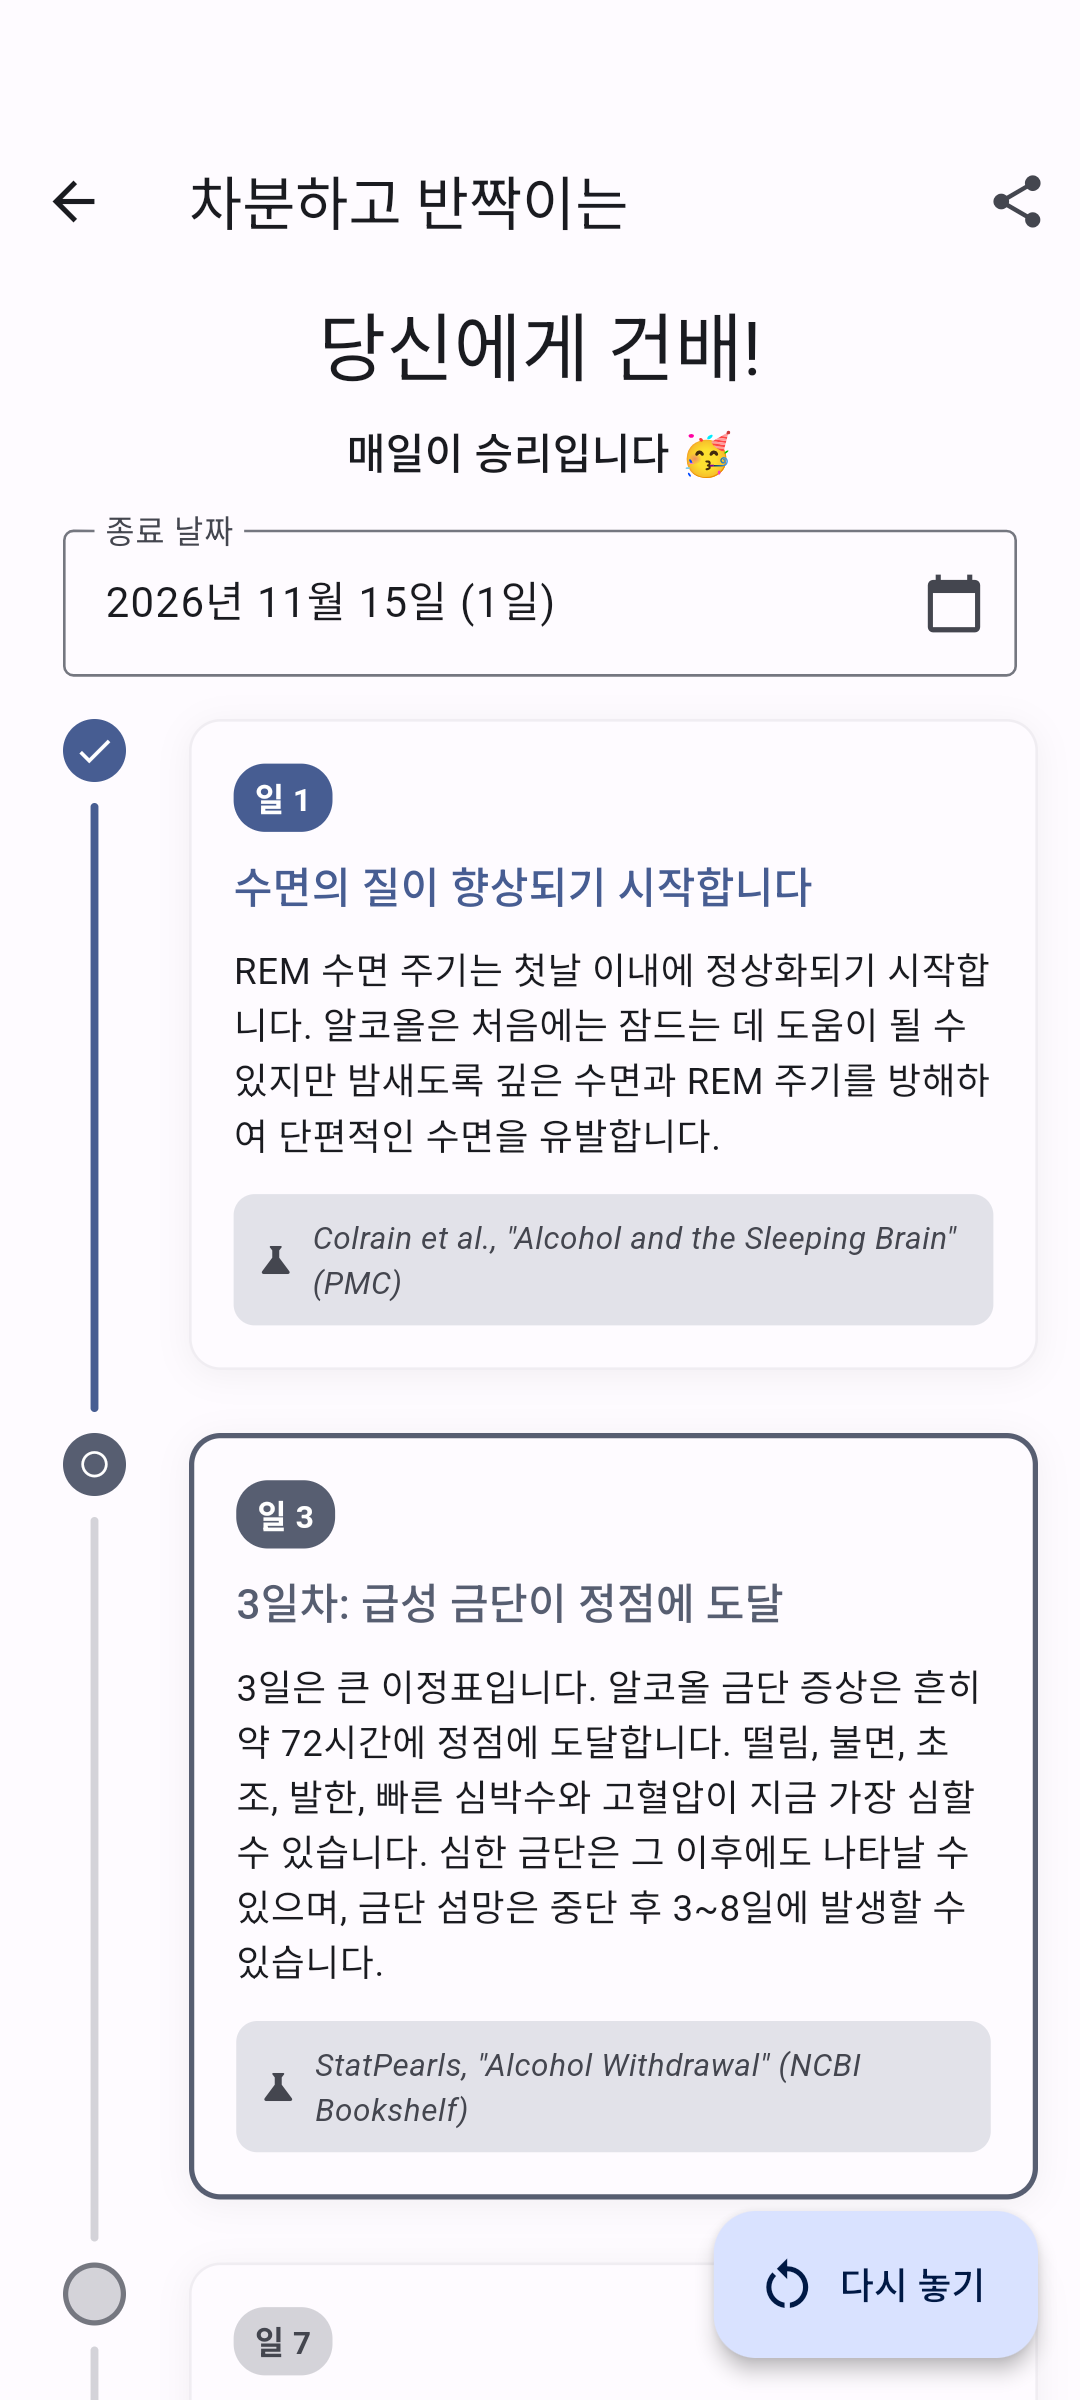 차분하고 반짝이는
당신에게 건배!
매일이 승리입니다 🥳
종료 날짜
2026년 11월 15일 (1일)
일 1
수면의 질이 향상되기 시작합니다
REM 수면 주기는 첫날 이내에 정상화되기 시작합
니다. 알코올은 처음에는 잠드는 데 도움이 될 수
있지만 밤새도록 깊은 수면과 REM 주기를 방해하
여 단편적인 수면을 유발합니다.
Colrain et al., "Alcohol and the Sleeping Brain"
(PMC)
일 3
3일차: 급성 금단이 정점에 도달
3일은 큰 이정표입니다. 알코올 금단 증상은 흔히
약 72시간에 정점에 도달합니다. 떨림, 불면, 초
조, 발한, 빠른 심박수와 고혈압이 지금 가장 심할
수 있습니다. 심한 금단은 그 이후에도 나타날 수
있으며, 금단 섬망은 중단 후 3~8일에 발생할 수
있습니다.
StatPearls, "Alcohol Withdrawal" (NCBI
Bookshelf)
다시 놓기
일 7